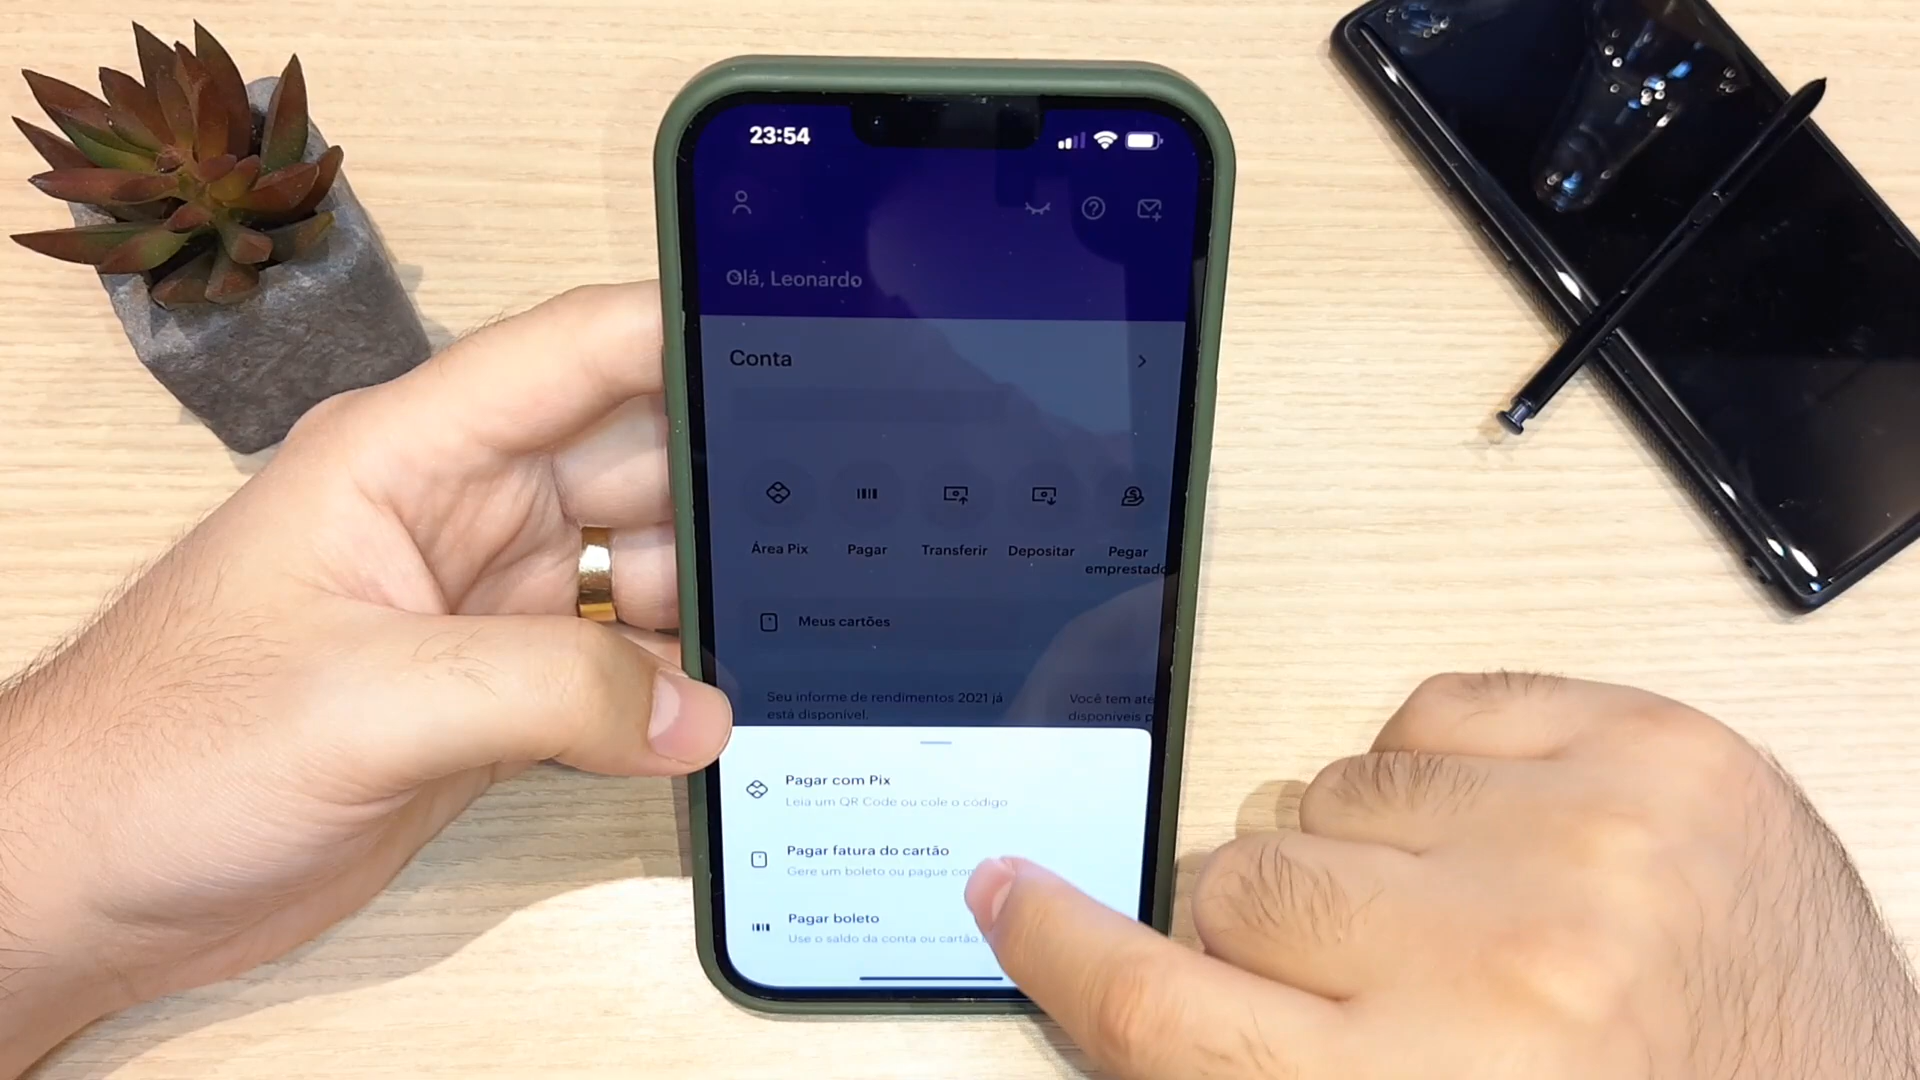 23:54
Olá, Leonardo
Conta
Área Pix
Pagar
Transferir
Depositar
Pegar
emprestado
Meus cartões
Seu informe de rendimentos 2021 já
está disponível.
Você tem até
disponíveis p
Pagar com Pix
Leia um QR Code ou cole o código
Pagar fatura do cartão
Gere um boleto ou pague
Pagar boleto
Use o saldo da conta ou cartão